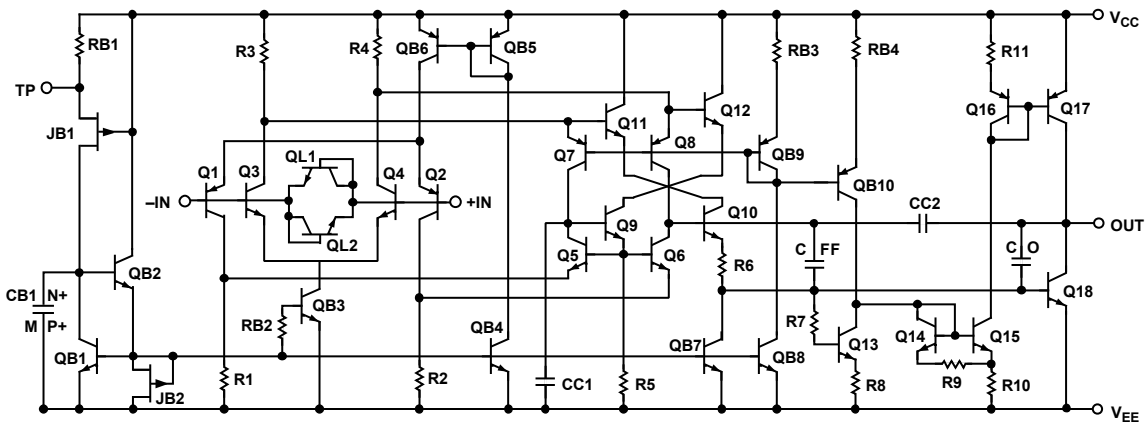 VCC
RB1
R3
R4
QB6
QB5
RB3
RB4
R11
TP
JB1
Q11
Q12
Q16
Q17
Q1
Q3
QL1
Q4
Q2
Q7
Q8
QB9
QB10
–IN
+IN
QL2
Q9
Q10
CC2
OUT
Q5
Q6
R6
C FF
C O
CB1
N+
M P+
QB2
QB3
RB2
Q18
R7
Q13
Q14
Q15
QB1
JB2
R1
R2
QB4
CC1
R5
QB7
QB8
R8
R9
R10
VEE